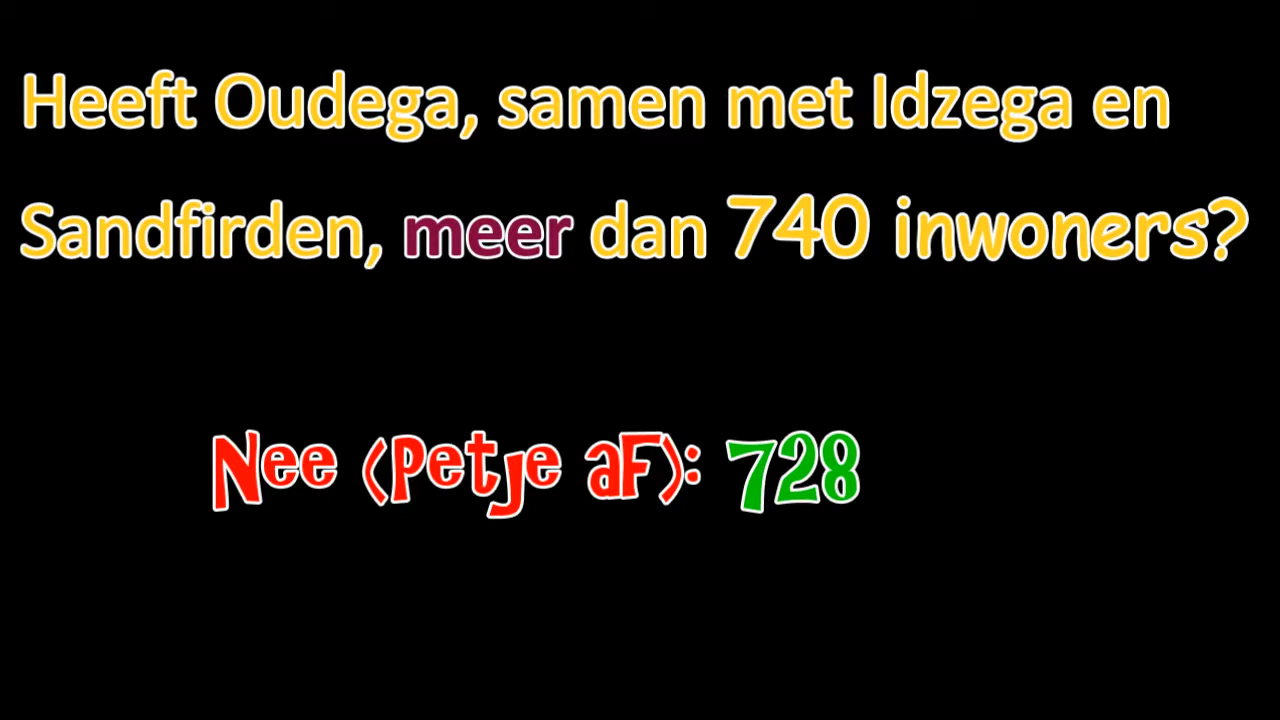 Heeft Oudega, samen met Idzega en
Sandfirden, meer dan 740 inwoners?
Nee (Petje aF): 728